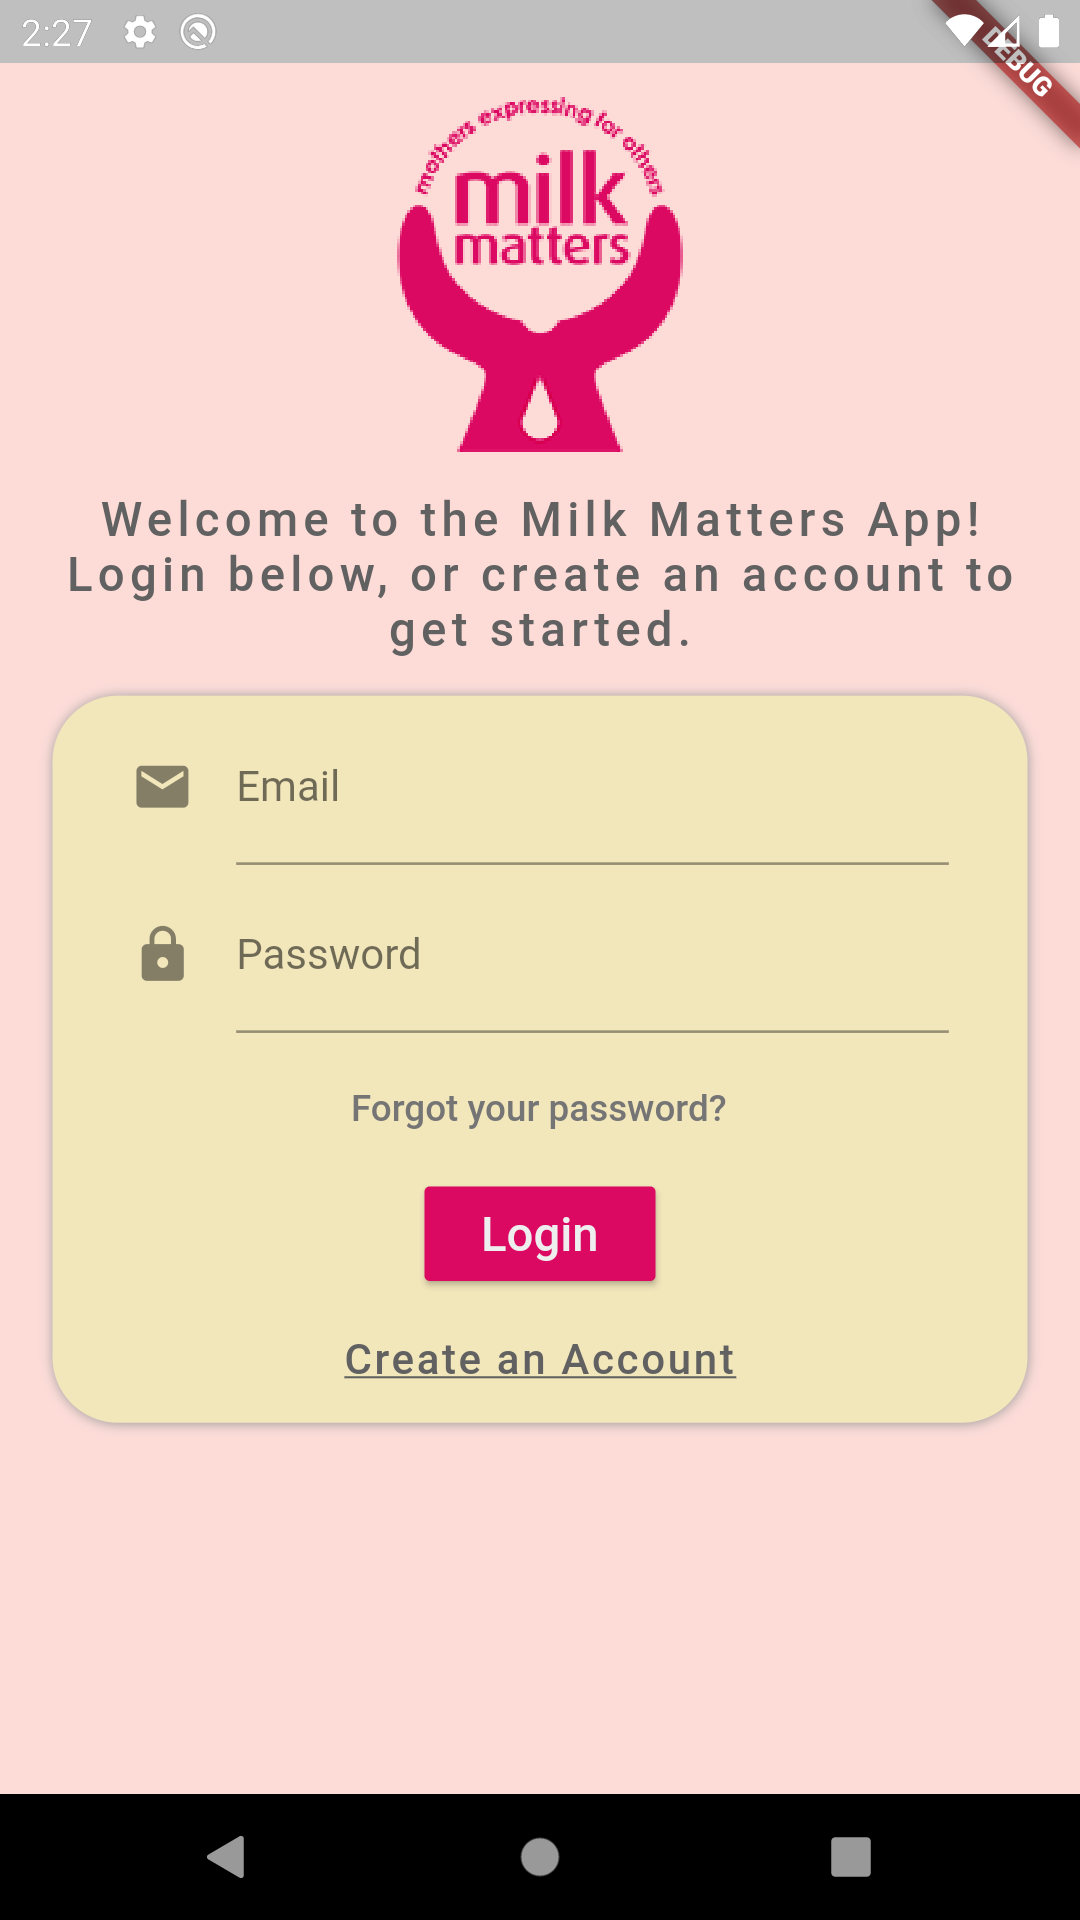 2:27
DEBUG
mothers expressing for others
milk
matters
Welcome to the Milk Matters App!
Login below, or create an account to
get started.
Email
Password
Forgot your password?
Login
Create an Account